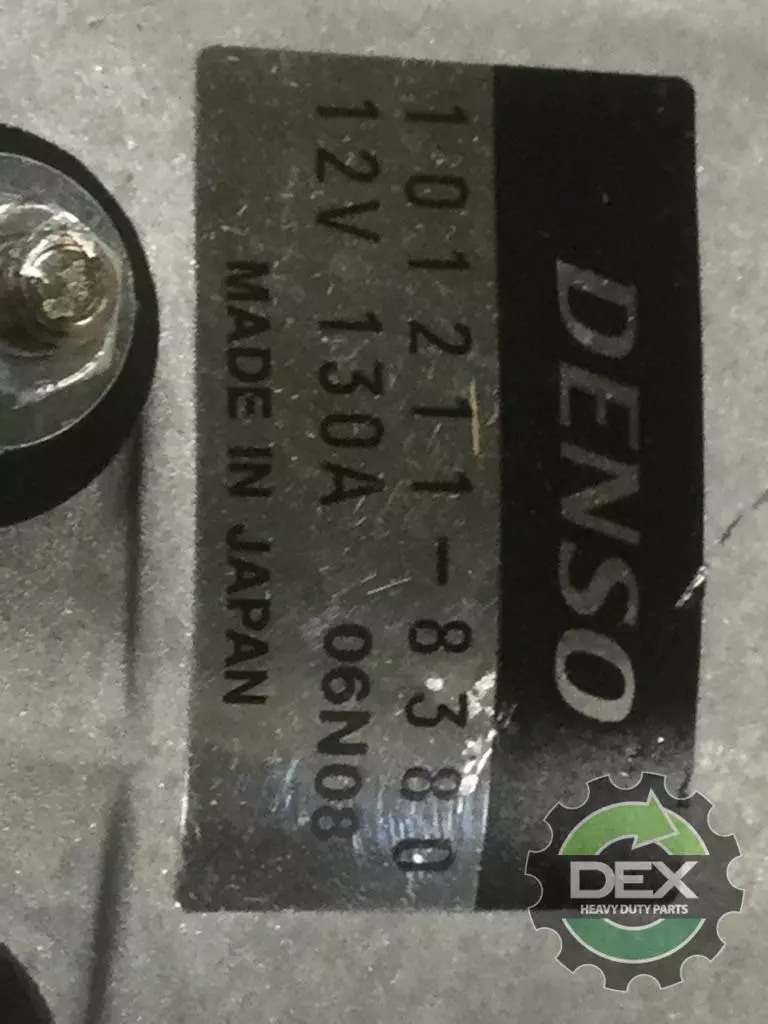 DENSO
101211-8380
12V 130A 06N08
MADE IN JAPAN
DEX
HEAVY DUTY PARTS